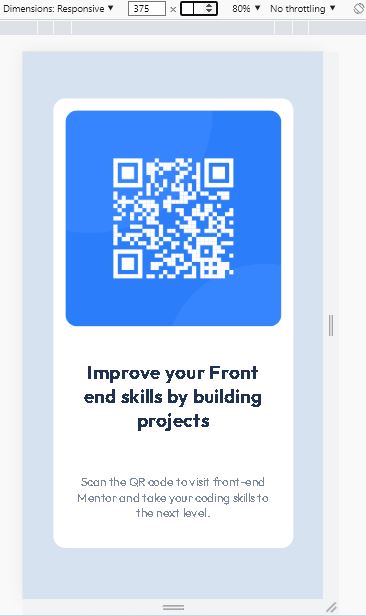 Dimensions: Responsive ▼ 375 × 80% ▼ No throttling ▼
Improve your Front
end skills by building
projects
Scan the QR code to visit front-end
Mentor and take your coding skills to
the next level.